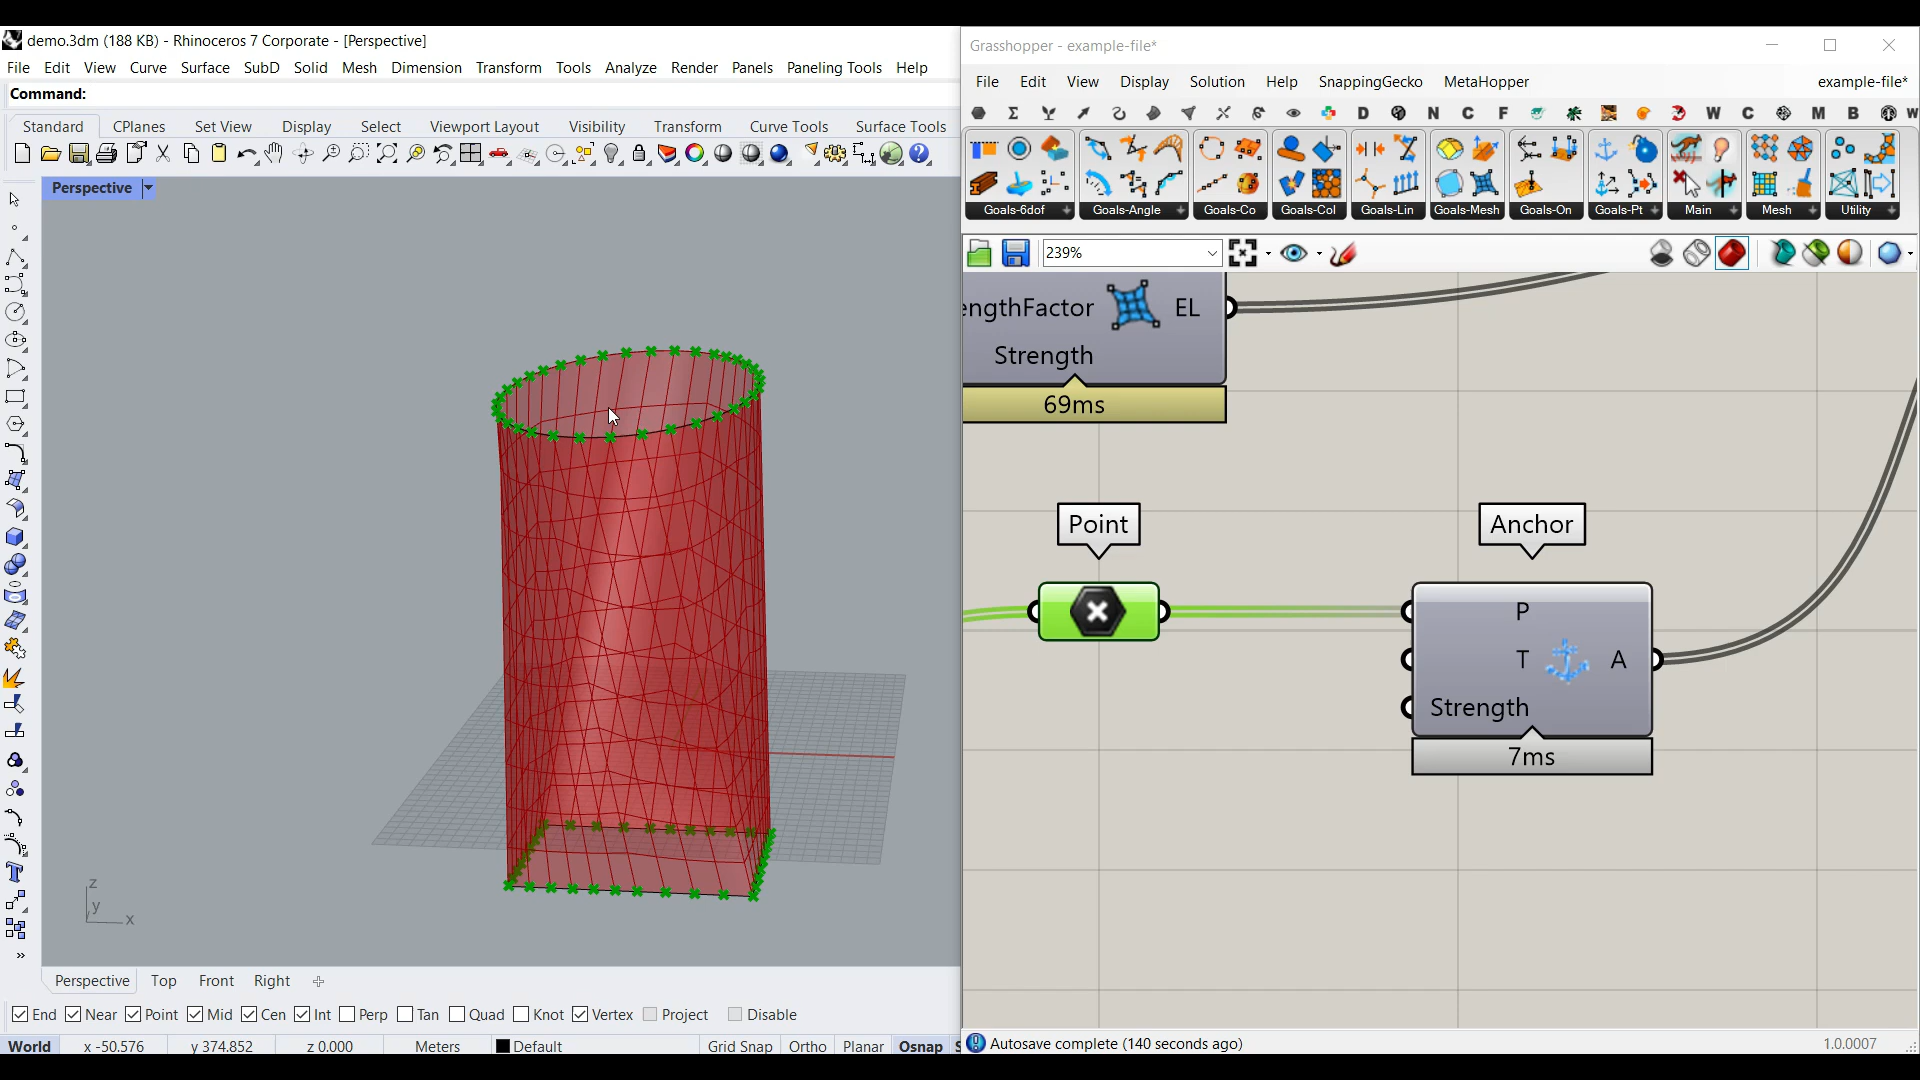 demo.3dm (188 KB) - Rhinoceros 7 Corporate - [Perspective]
File Edit View Curve Surface SubD Solid Mesh Dimension Transform Tools Analyze Render Panels Paneling Tools Help
Command:
Standard CPlanes Set View Display Select Viewport Layout Visibility Transform Curve Tools Surface Tools
Perspective
z
y
x
Perspective Top Front Right
End Near Point Mid Cen Int Perp Tan Quad Knot Vertex Project Disable
World x -50.576 y 374.852 z 0.000 Meters Default Grid Snap Ortho Planar Osnap S
Grasshopper - example-file*
File Edit View Display Solution Help SnappingGecko MetaHopper example-file*
D N C F W C M B W
Goals-6dof Goals-Angle Goals-Co Goals-Col Goals-Lin Goals-Mesh Goals-On Goals-Pt Main Mesh Utility
239%
engthFactor EL
Strength
69ms
Point Anchor
P
T A
Strength
7ms
Autosave complete (140 seconds ago) 1.0.0007